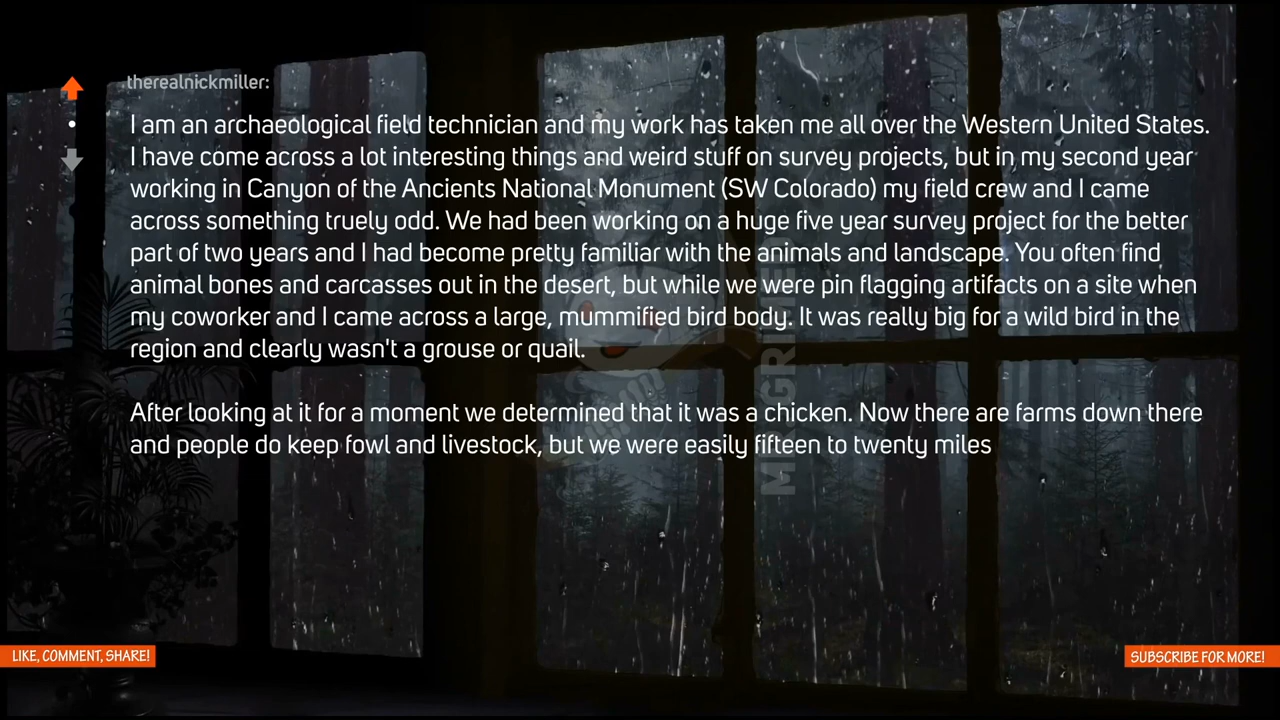 therealnickmiller:
I am an archaeological field technician and my work has taken me all over the Western United States.
I have come across a lot interesting things and weird stuff on survey projects, but in my second year
working in Canyon of the Ancients National Monument (SW Colorado) my field crew and I came
across something truely odd. We had been working on a huge five year survey project for the better
part of two years and I had become pretty familiar with the animals and landscape. You often find
animal bones and carcasses out in the desert, but while we were pin flagging artifacts on a site when
my coworker and I came across a large, mummified bird body. It was really big for a wild bird in the
region and clearly wasn't a grouse or quail.
After looking at it for a moment we determined that it was a chicken. Now there are farms down there
and people do keep fowl and livestock, but we were easily fifteen to twenty miles
LIKE, COMMENT, SHARE!
SUBSCRIBE FOR MORE!